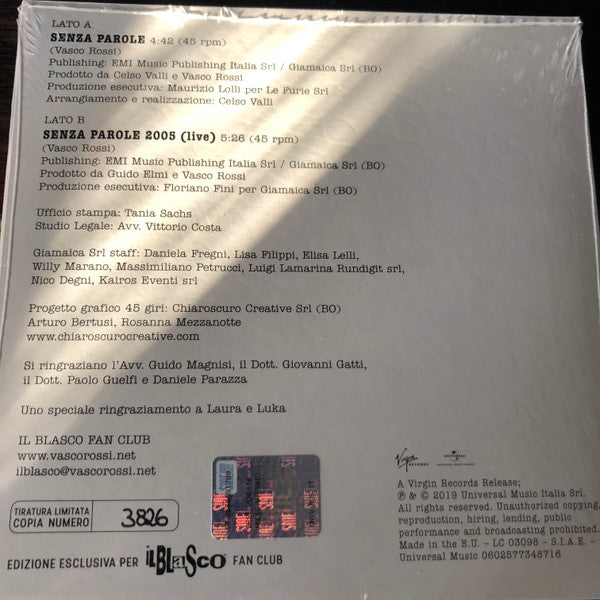 LATO A
SENZA PAROLE 4:42 (45 rpm)
(Vasco Rossi)
Publishing: EMI Music Publishing Italia Srl / Giamaica Srl (BO)
Prodotto da Celso Valli e Vasco Rossi
Produzione esecutiva: Maurizio Lolli per Le Furie Srl
Arrangiamento e realizzazione: Celso Valli
LATO B
SENZA PAROLE 2005 (live) 5:26 (45 rpm)
(Vasco Rossi)
Publishing: EMI Music Publishing Italia Srl / Giamaica Srl (BO)
Prodotto da Guido Elmi e Vasco Rossi
Produzione esecutiva: Floriano Fini per Giamaica Srl (BO)
Ufficio stampa: Tania Sachs
Studio Legale: Avv. Vittorio Costa
Giamaica Srl staff: Daniela Fregni, Lisa Filippi, Elisa Lelli,
Willy Marano, Massimiliano Petrucci, Luigi Lamarina Rundigit srl,
Nico Degni, Kairos Eventi srl
Progetto grafico 45 giri: Chiaroscuro Creative Srl (BO)
Arturo Bertusi, Rosanna Mezzanotte
www.chiaroscurocreative.com
Si ringraziano l'Avv. Guido Magnisi, il Dott. Giovanni Gatti,
il Dott. Paolo Guelfi e Daniele Parazza
Uno speciale ringraziamento a Laura e Luka
IL BLASCO FAN CLUB
www.vascorossi.net
ilblasco@vascorossi.net
TIRATURA LIMITATA
COPIA NUMERO 3826
EDIZIONE ESCLUSIVA PER ILBLASCO FAN CLUB
Virgin
RECORDS
UNIVERSAL
A Virgin Records Release;
℗ & © 2019 Universal Music Italia Srl.
All rights reserved. Unauthorized copying,
reproduction, hiring, lending, public
performance and broadcasting prohibited.
Made in the E.U. – LC 03098 – S.I.A.E. –
Universal Music 0602577346716